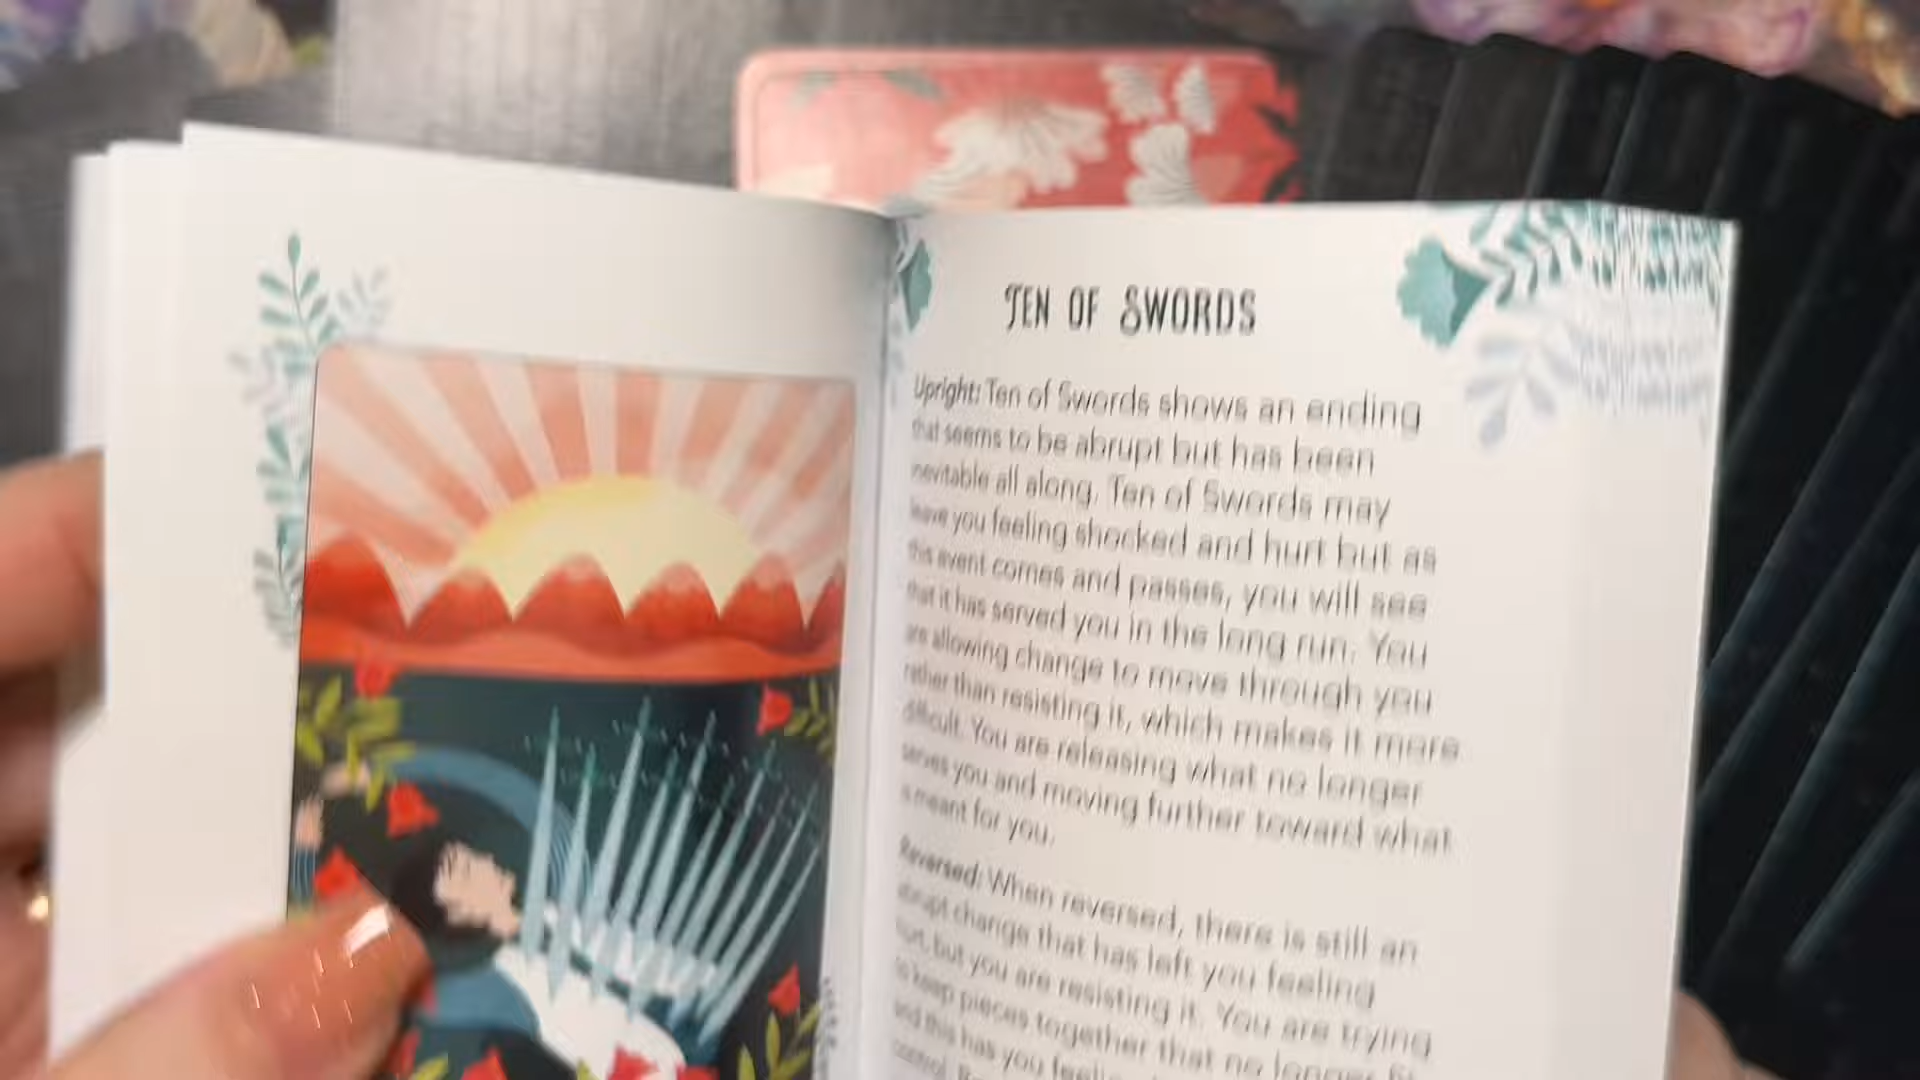 TEN OF SWORDS
Upright: Ten of Swords shows an ending
that seems to be abrupt but has been
inevitable all along. Ten of Swords may
leave you feeling shocked and hurt but as
this event comes and passes, you will see
that it has served you in the long run. You
are allowing change to move through you
rather than resisting it, which makes it more
difficult. You are releasing what no longer
serves you and moving further toward what
is meant for you.
Reversed: When reversed, there is still an
abrupt change that has left you feeling
hurt, but you are resisting it. You are trying
to keep pieces together that no longer
and this has you
control.